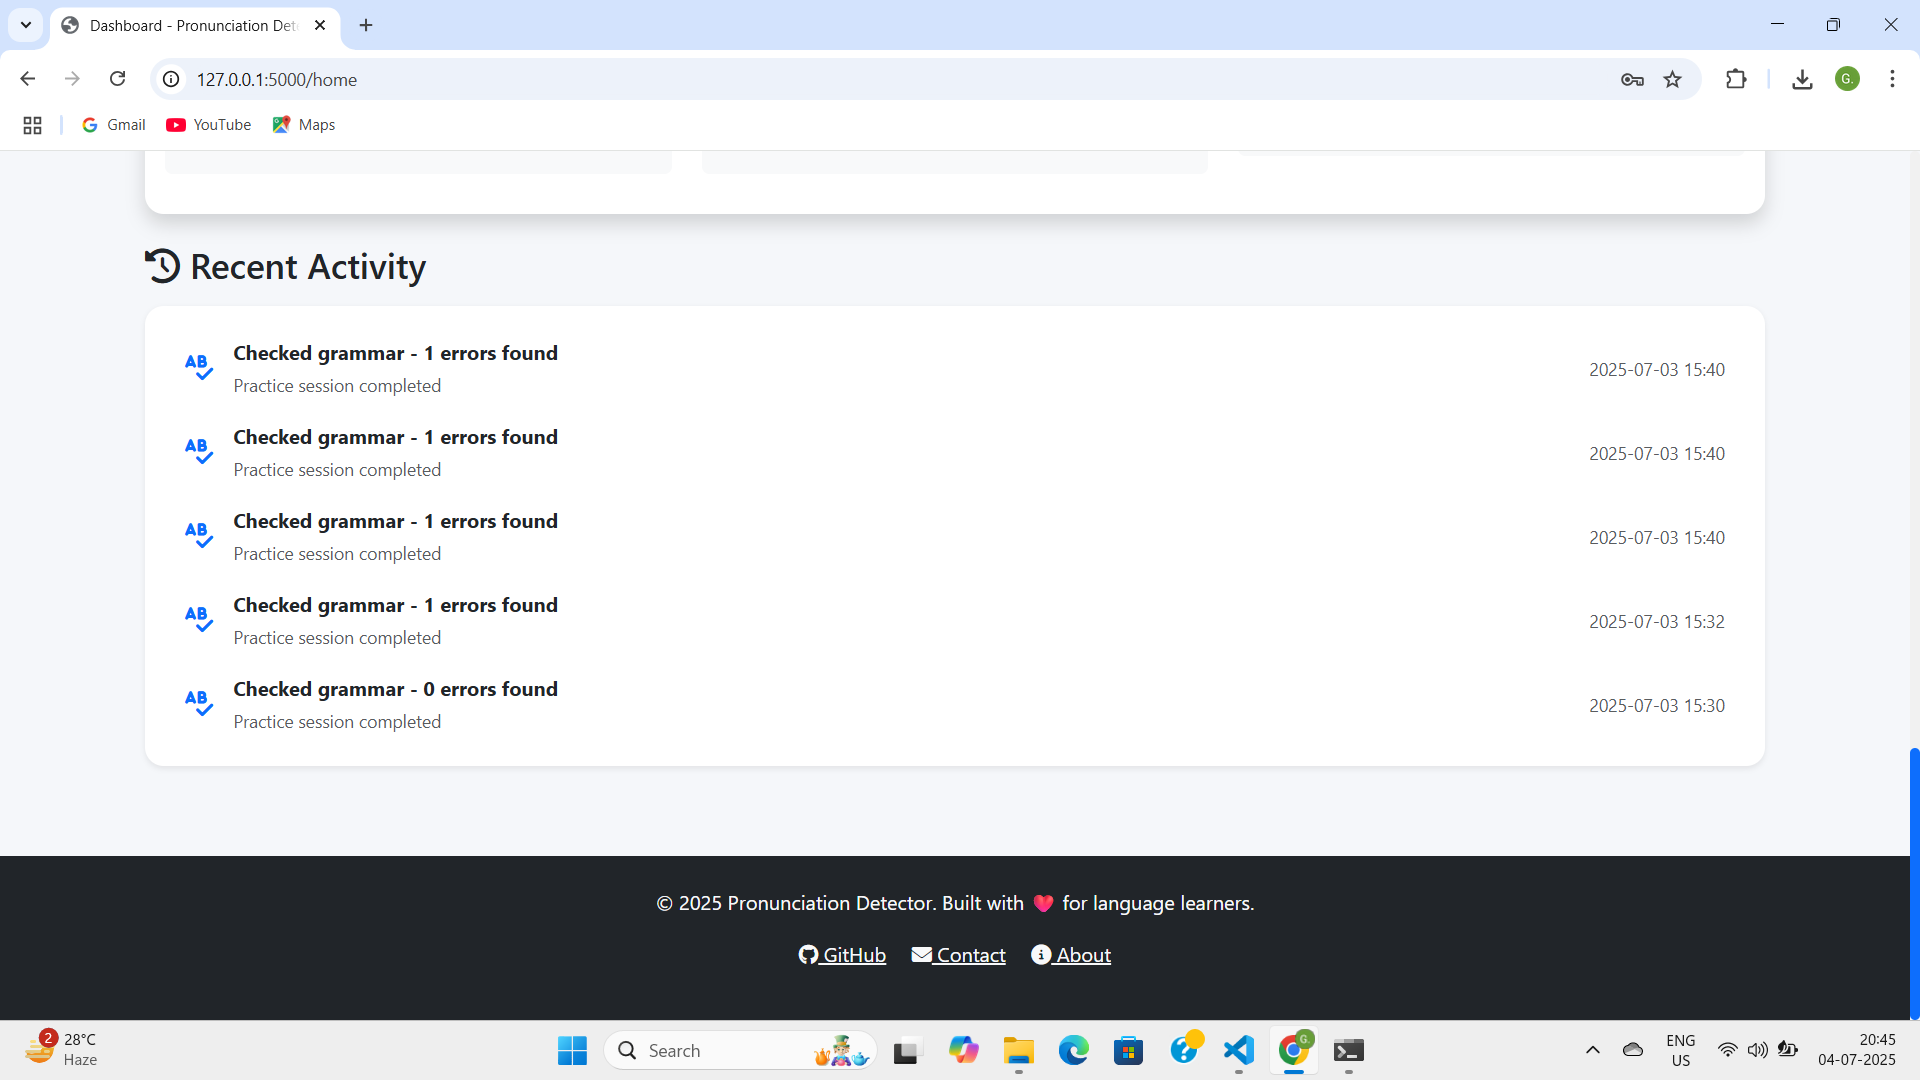 Dashboard - Pronunciation Det
127.0.0.1:5000/home
G.
Gmail
YouTube
Maps
Recent Activity
AB Checked grammar - 1 errors found
Practice session completed
2025-07-03 15:40
AB Checked grammar - 1 errors found
Practice session completed
2025-07-03 15:40
AB Checked grammar - 1 errors found
Practice session completed
2025-07-03 15:40
AB Checked grammar - 1 errors found
Practice session completed
2025-07-03 15:32
AB Checked grammar - 0 errors found
Practice session completed
2025-07-03 15:30
© 2025 Pronunciation Detector. Built with ❤️ for language learners.
GitHub Contact About
2
28°C
Haze
Search
G.
ENG
US
20:45
04-07-2025